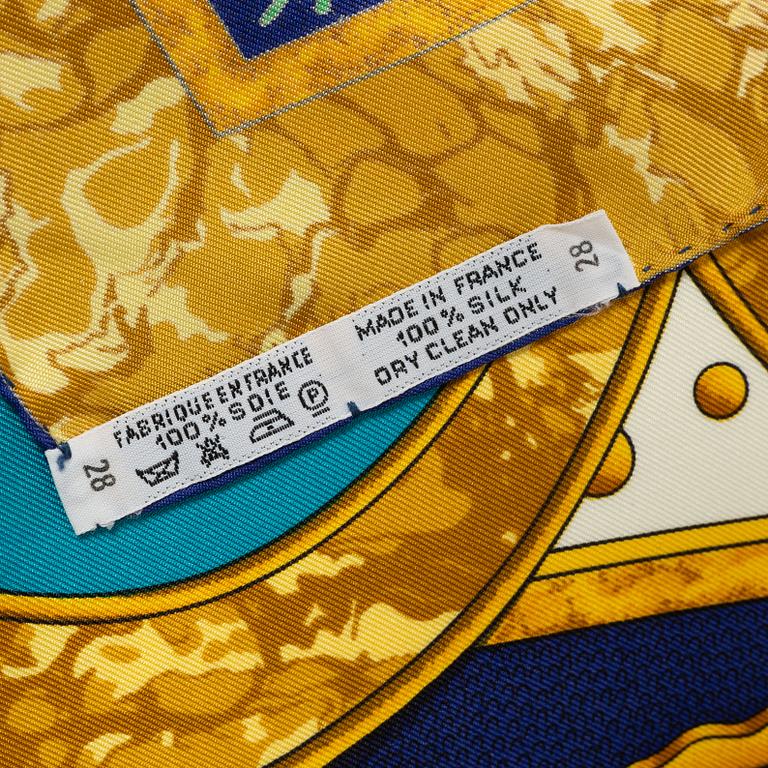 28
FABRIQUE EN FRANCE
100% SOIE
P
MADE IN FRANCE
100% SILK
DRY CLEAN ONLY
28